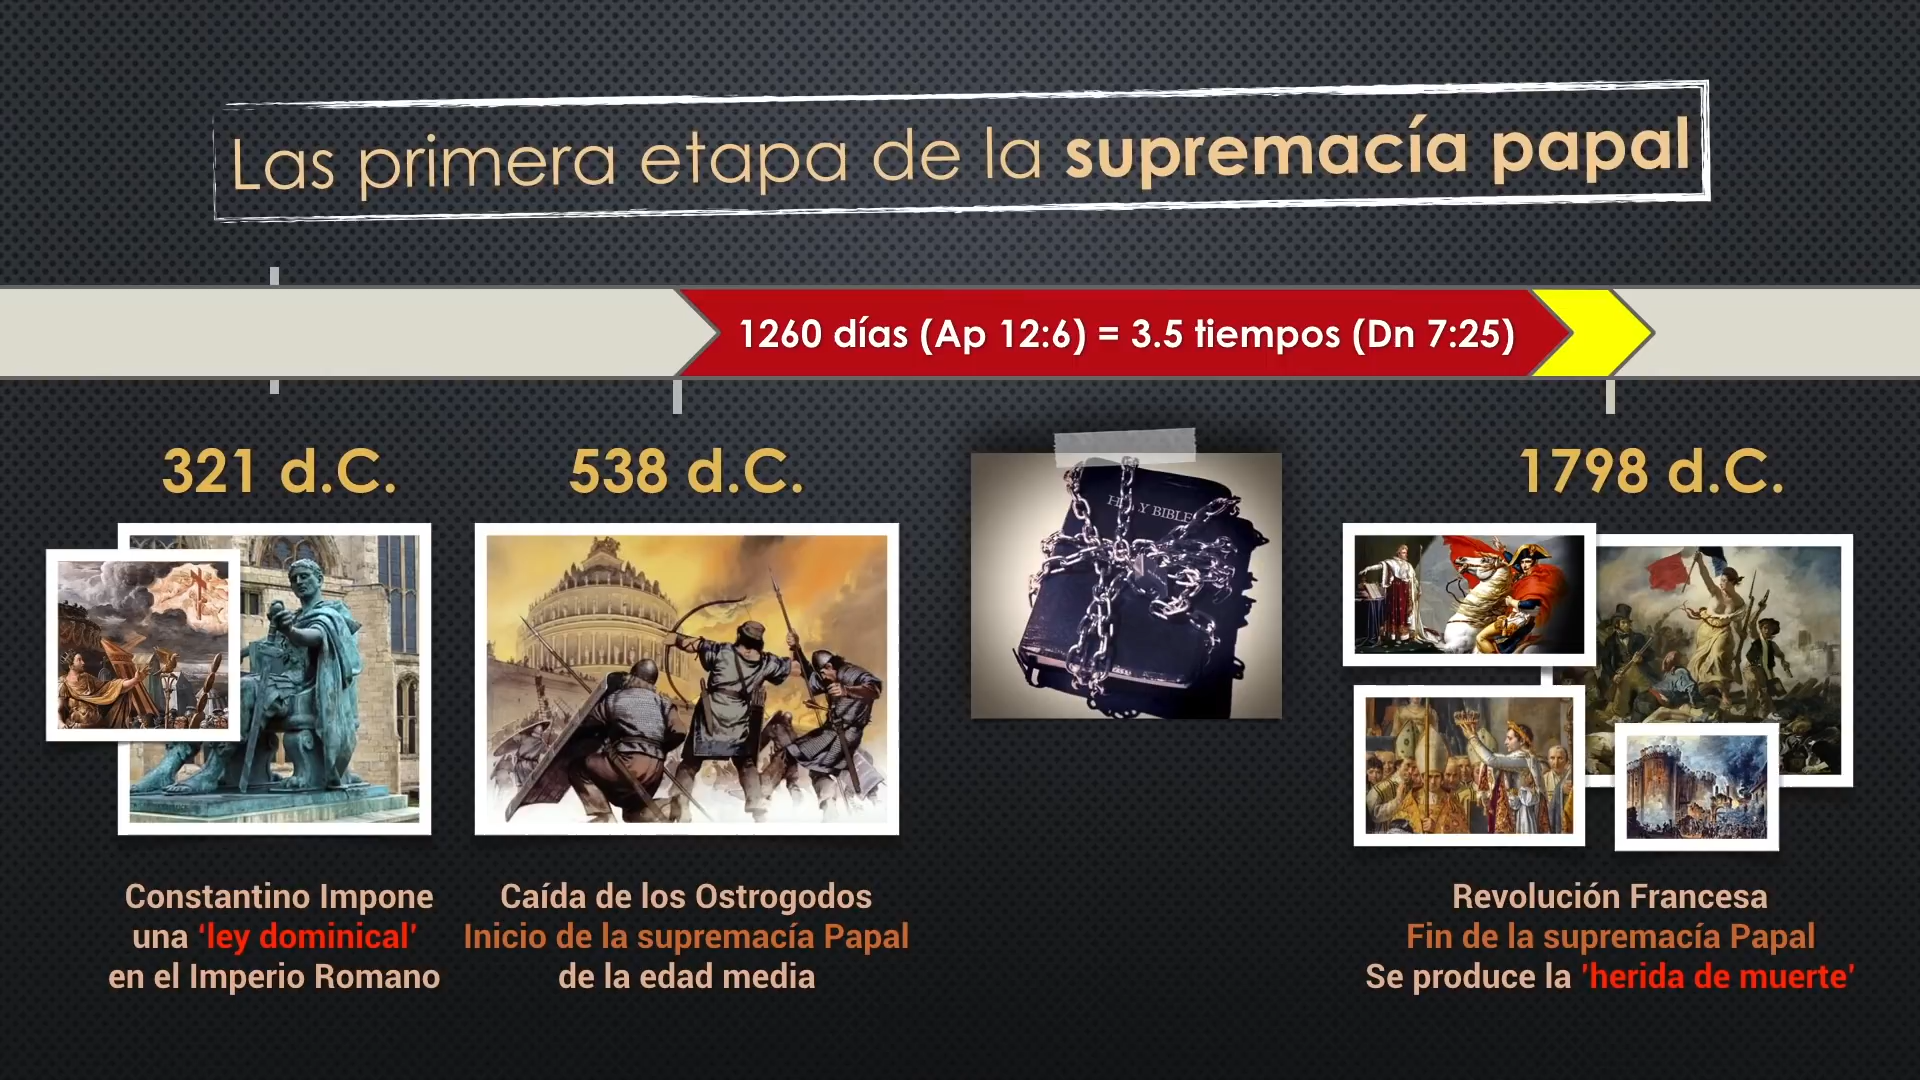 Las primera etapa de la supremacía papal
1260 días (Ap 12:6) = 3.5 tiempos (Dn 7:25)
321 d.C.
538 d.C.
1798 d.C.
BIBLE
Constantino Impone
una ‘ley dominical’
en el Imperio Romano
Caída de los Ostrogodos
Inicio de la supremacía Papal
de la edad media
Revolución Francesa
Fin de la supremacía Papal
Se produce la 'herida de muerte'